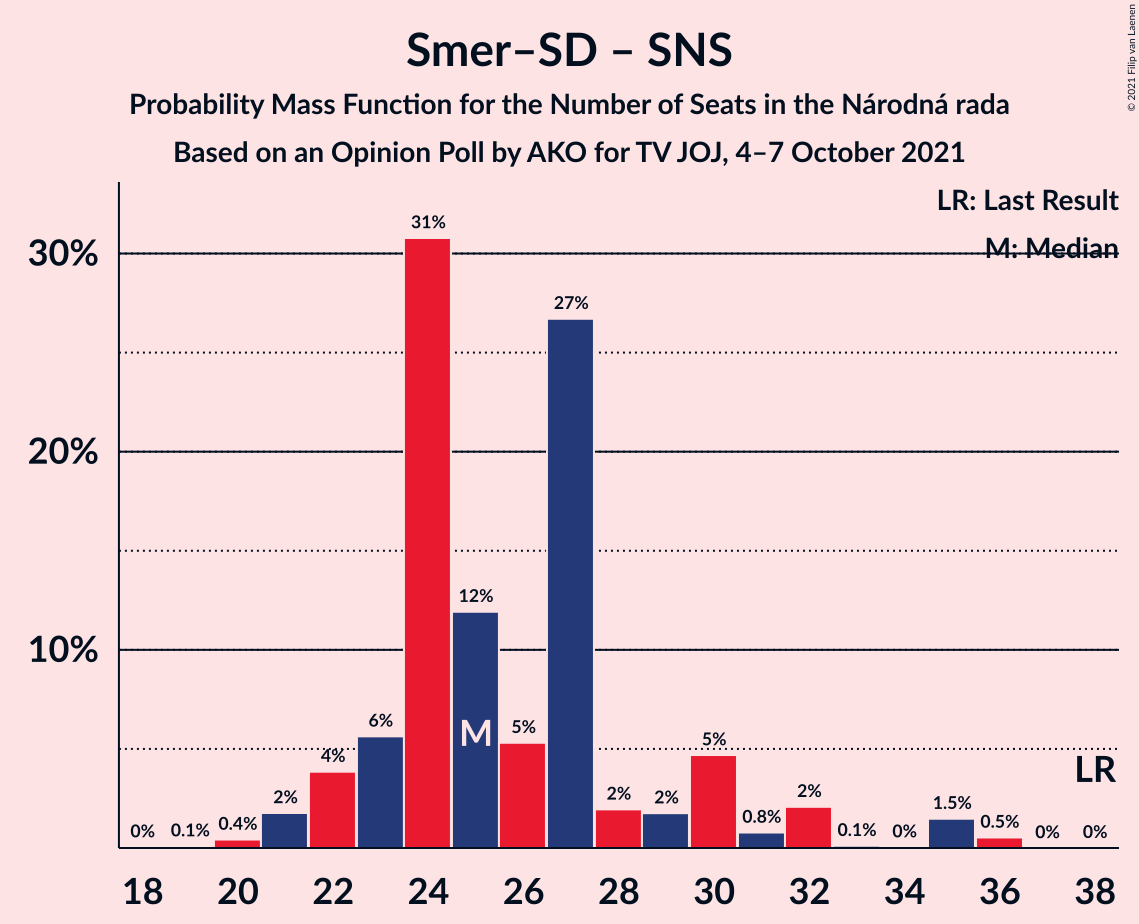 Smer–SD – SNS
Probability Mass Function for the Number of Seats in the Národná rada
Based on an Opinion Poll by AKO for TV JOJ, 4–7 October 2021
© 2021 Filip van Laenen
LR: Last Result
M: Median
30%
20%
10%
0% 0.1% 0.4% 2% 4% 6% 31% 12% 5% 27% 2% 2% 5% 0.8% 2% 0.1% 0% 1.5% 0.5% 0% 0%
M
LR
18 20 22 24 26 28 30 32 34 36 38